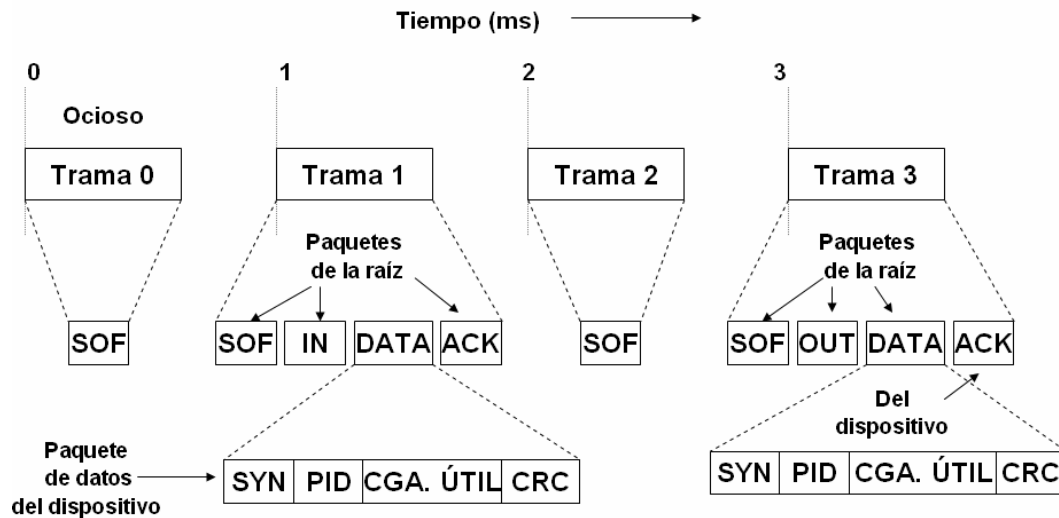 Tiempo (ms)
0 1 2 3
Ocioso
Trama 0 Trama 1 Trama 2 Trama 3
Paquetes
de la raíz
Paquetes
de la raíz
SOF SOF IN DATA ACK SOF SOF OUT DATA ACK
Del
dispositivo
Paquete
de datos
del dispositivo
SYN PID CGA. ÚTIL CRC
SYN PID CGA. ÚTIL CRC